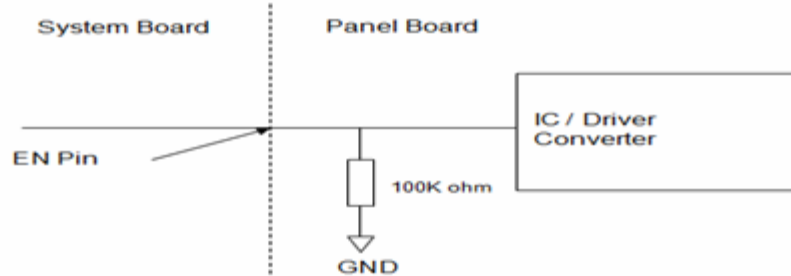 System Board
Panel Board
IC / Driver
Converter
EN Pin
100K ohm
GND